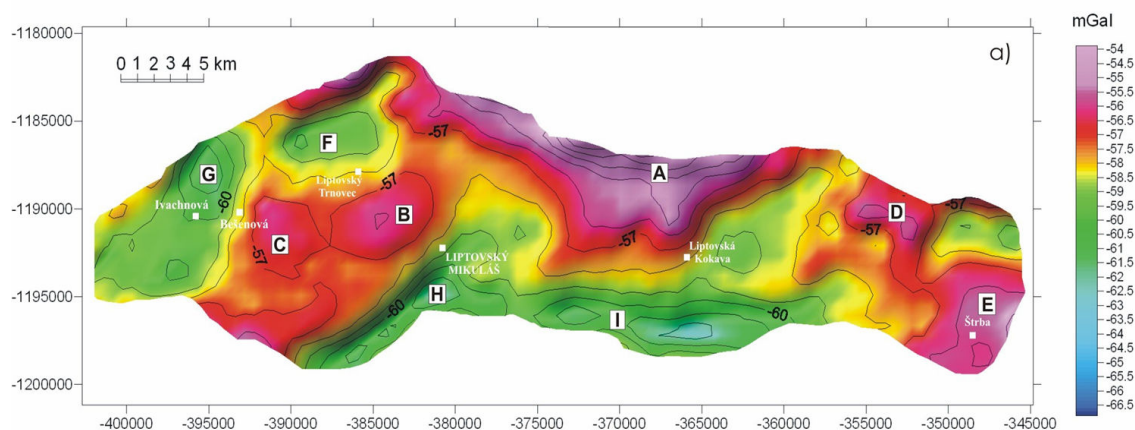 mGal
-1180000
-1185000
-1190000
-1195000
-1200000
0 1 2 3 4 5 km
a)
-57
-57
-57
-57
-57
-60
-60
-60
A
B
C
D
E
F
G
H
I
Ivachnová
Bešeňová
Liptovský
Trnovec
LIPTOVSKÝ
MIKULÁŠ
Liptovská
Kokava
Štrba
-400000 -395000 -390000 -385000 -380000 -375000 -370000 -365000 -360000 -355000 -350000 -345000
-54
-55
-55.5
-56
-56.5
-57
-57.5
-58
-58.5
-59
-59.5
-60
-60.5
-61
-61.5
-62
-62.5
-63
-63.5
-64
-64.5
-65
-65.5
-66
-66.5